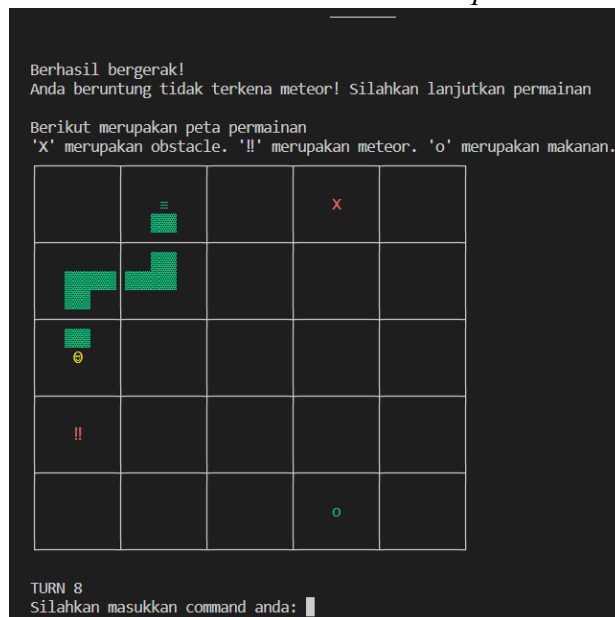 Berhasil bergerak!
Anda beruntung tidak terkena meteor! Silahkan lanjutkan permainan
Berikut merupakan peta permainan
'X' merupakan obstacle. '‼' merupakan meteor. 'o' merupakan makanan.
≡ X
Θ
‼
o
TURN 8
Silahkan masukkan command anda: